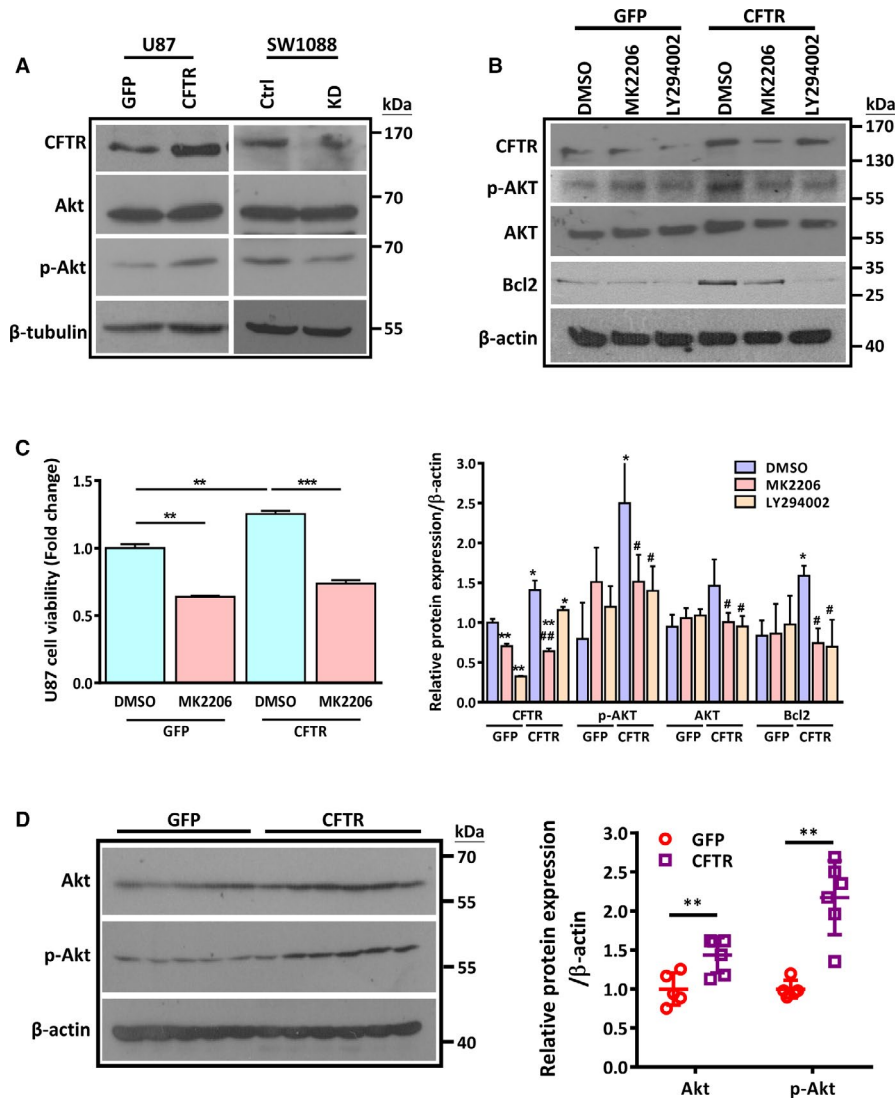 A
U87 SW1088
GFP CFTR Ctrl KD
kDa
CFTR 170
Akt 70
p-Akt 70
β-tubulin 55
B
GFP CFTR
DMSO MK2206 LY294002 DMSO MK2206 LY294002
kDa
CFTR 170
130
p-AKT 55
AKT 55
Bcl2 35
25
β-actin 40
C
U87 cell viability (Fold change)
1.5
1.0
0.5
0.0
** ** ***
DMSO MK2206 DMSO MK2206
GFP CFTR
Relative protein expression/β-actin
3.0
2.5
2.0
1.5
1.0
0.5
0.0
DMSO
MK2206
LY294002
** ** * ** ## * * # # # # * # #
CFTR p-AKT AKT Bcl2
GFP CFTR GFP CFTR GFP CFTR GFP CFTR
D
GFP CFTR
kDa
Akt 70
55
p-Akt 55
β-actin 40
Relative protein expression
/β-actin
3.0
2.5
2.0
1.5
1.0
0.5
0.0
GFP
CFTR
** **
Akt p-Akt